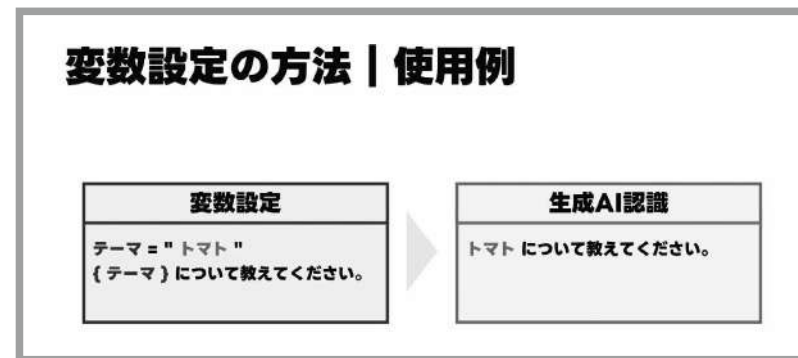 変数設定の方法｜使用例
変数設定
テーマ = " トマト "
{ テーマ } について教えてください。
生成AI認識
トマト について教えてください。